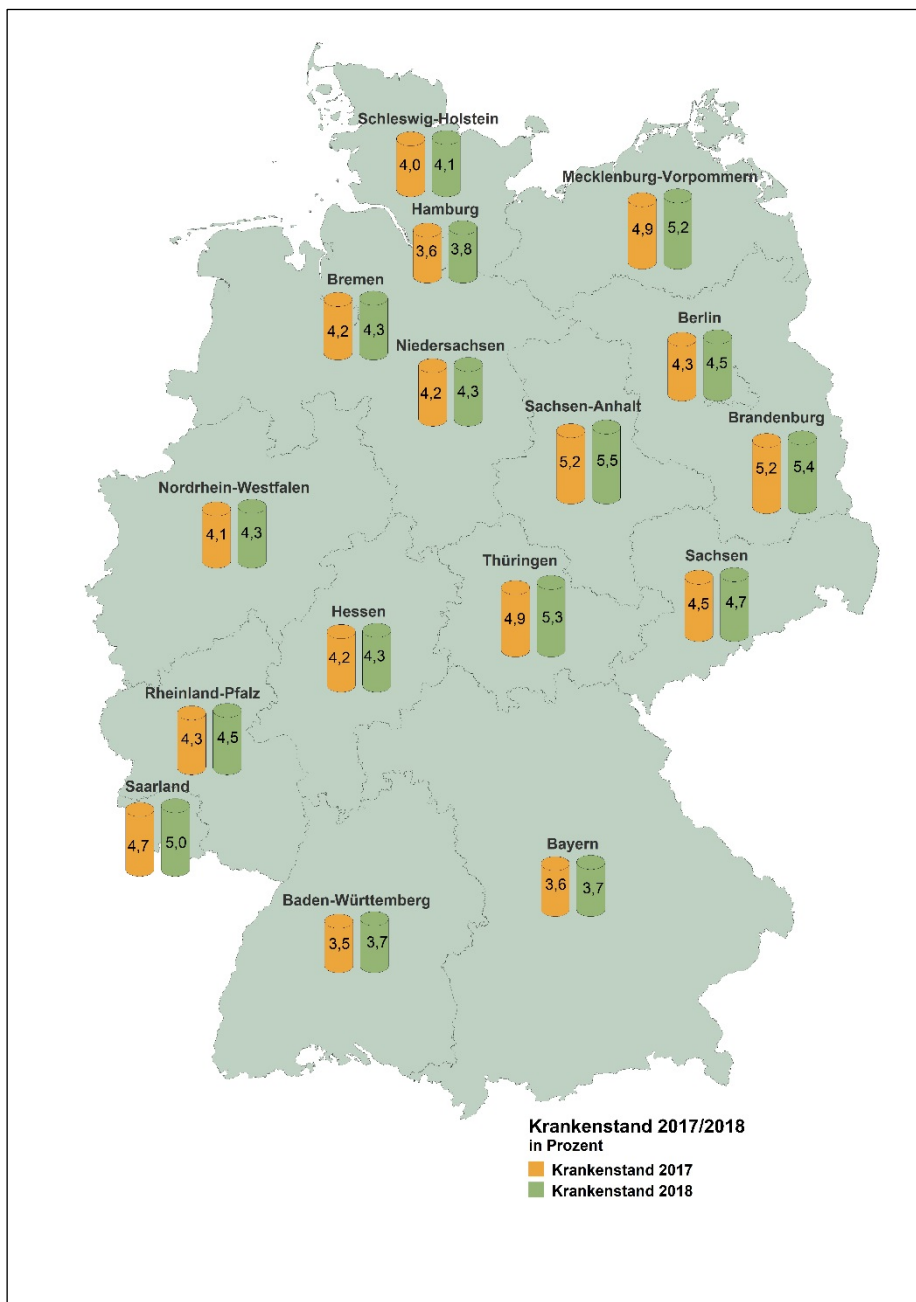 Schleswig-Holstein
4,0 4,1
Mecklenburg-Vorpommern
4,9 5,2
Hamburg
3,6 3,8
Bremen
4,2 4,3
Berlin
4,3 4,5
Niedersachsen
4,2 4,3
Sachsen-Anhalt
5,2 5,5
Brandenburg
5,2 5,4
Nordrhein-Westfalen
4,1 4,3
Thüringen
4,9 5,3
Sachsen
4,5 4,7
Hessen
4,2 4,3
Rheinland-Pfalz
4,3 4,5
Saarland
4,7 5,0
Bayern
3,6 3,7
Baden-Württemberg
3,5 3,7
Krankenstand 2017/2018
in Prozent
Krankenstand 2017
Krankenstand 2018